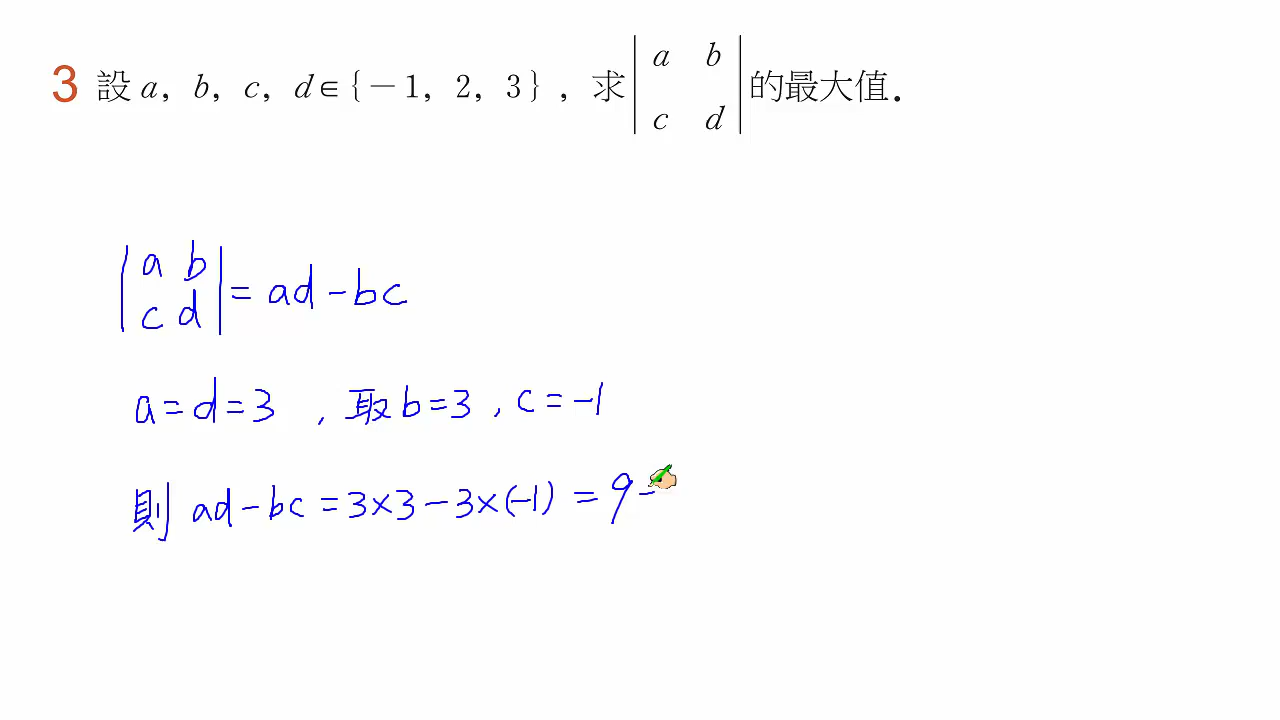 3 設 a, b, c, d∈{－1, 2, 3}，求 | a b |
| c d | 的最大值.
| a b |
| c d | = ad－bc
a = d = 3 , 取 b = 3 , c = －1
則 ad－bc = 3×3－3×(－1) = 9－